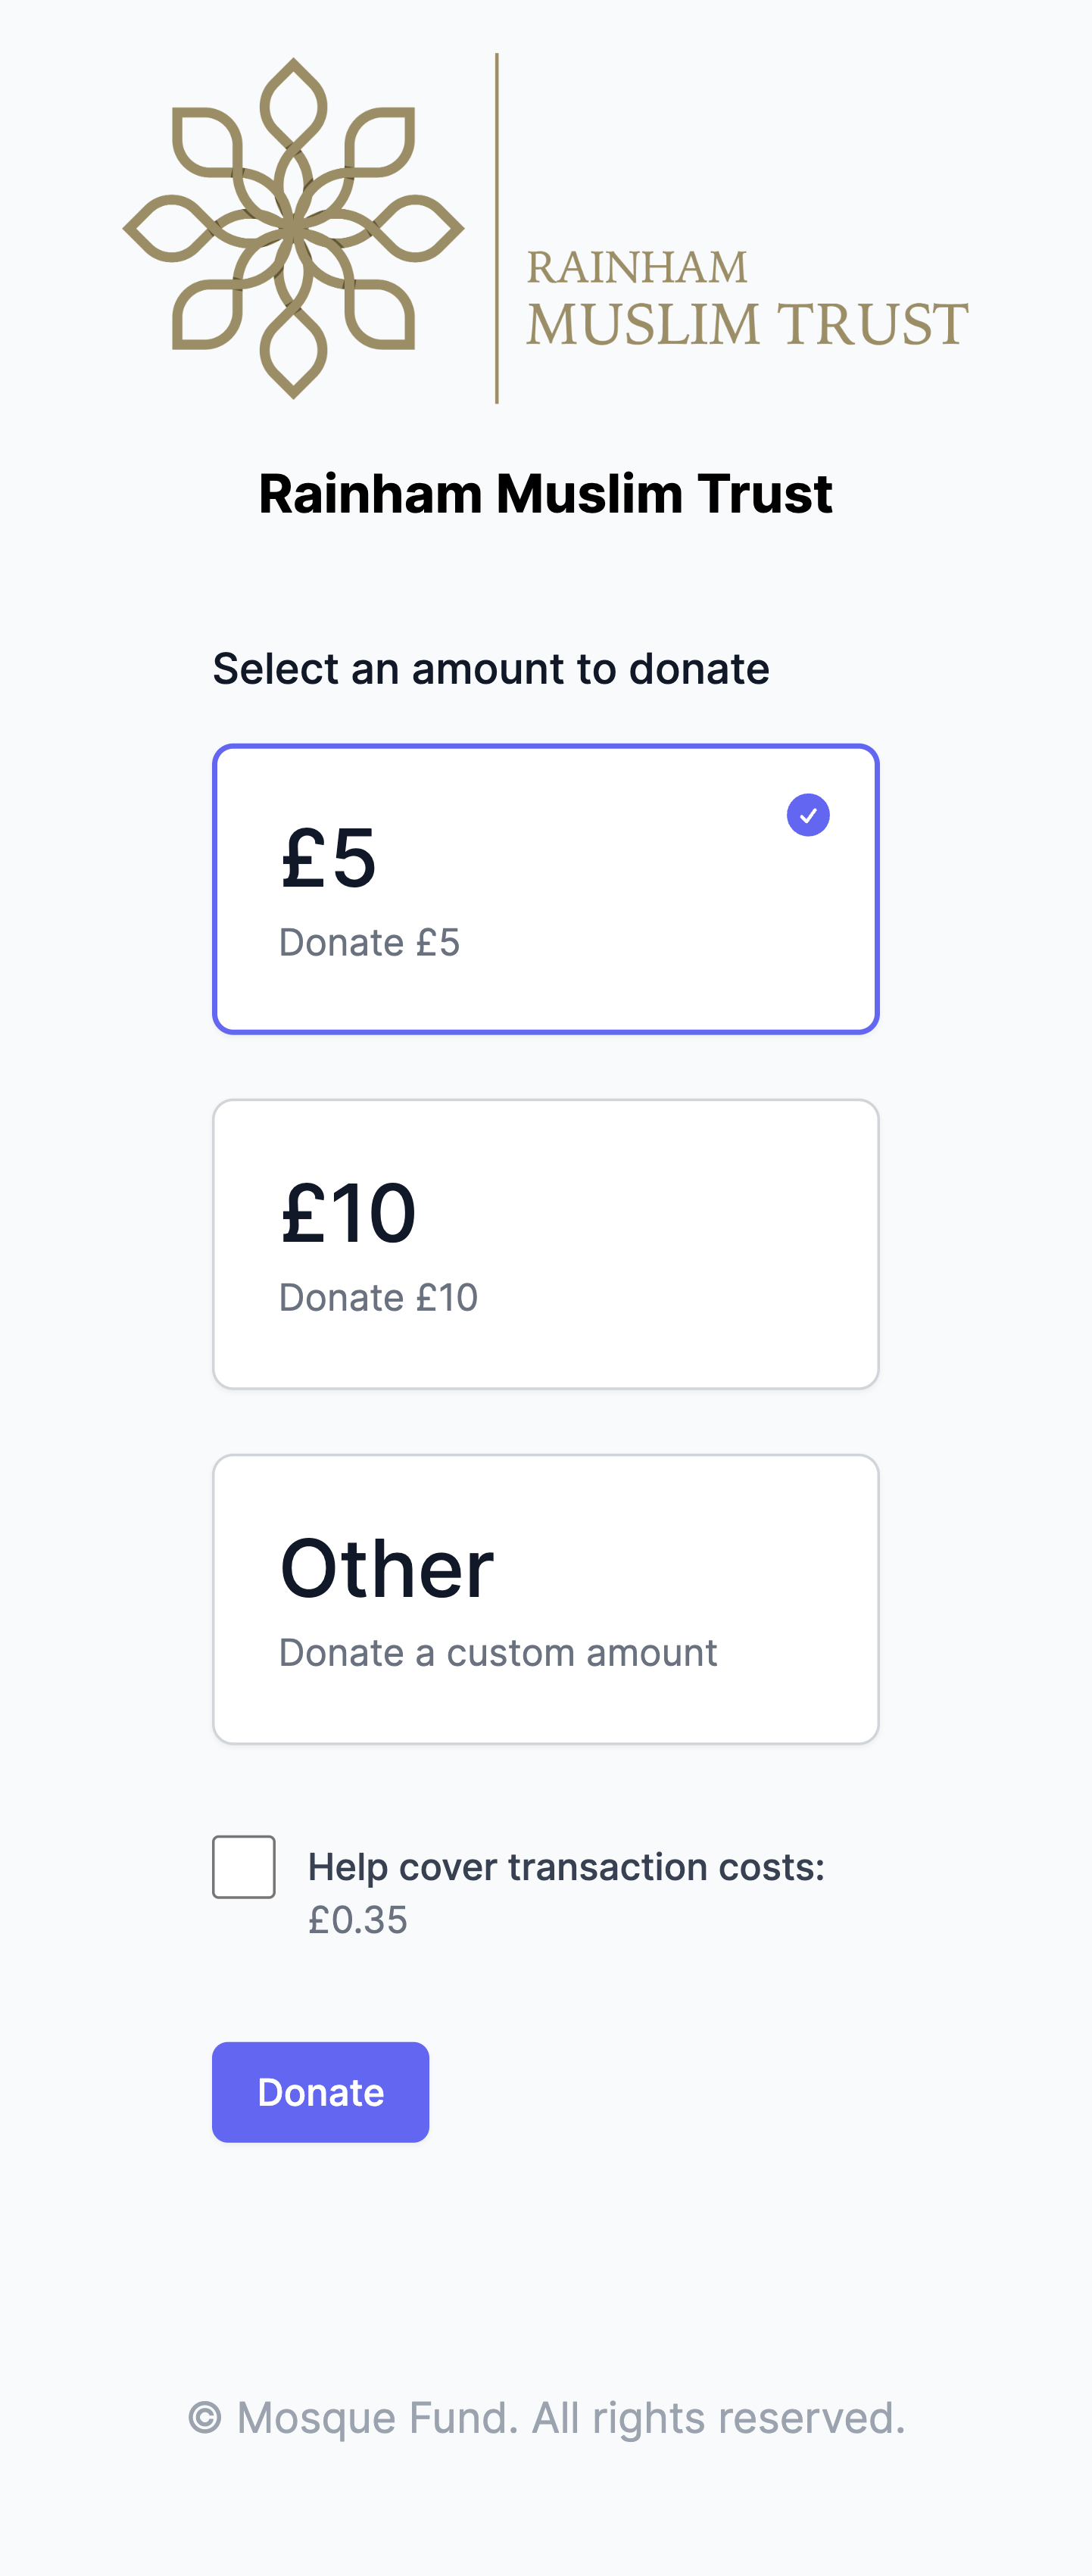 RAINHAM
MUSLIM TRUST
Rainham Muslim Trust
Select an amount to donate
£5
Donate £5
£10
Donate £10
Other
Donate a custom amount
Help cover transaction costs:
£0.35
Donate
© Mosque Fund. All rights reserved.